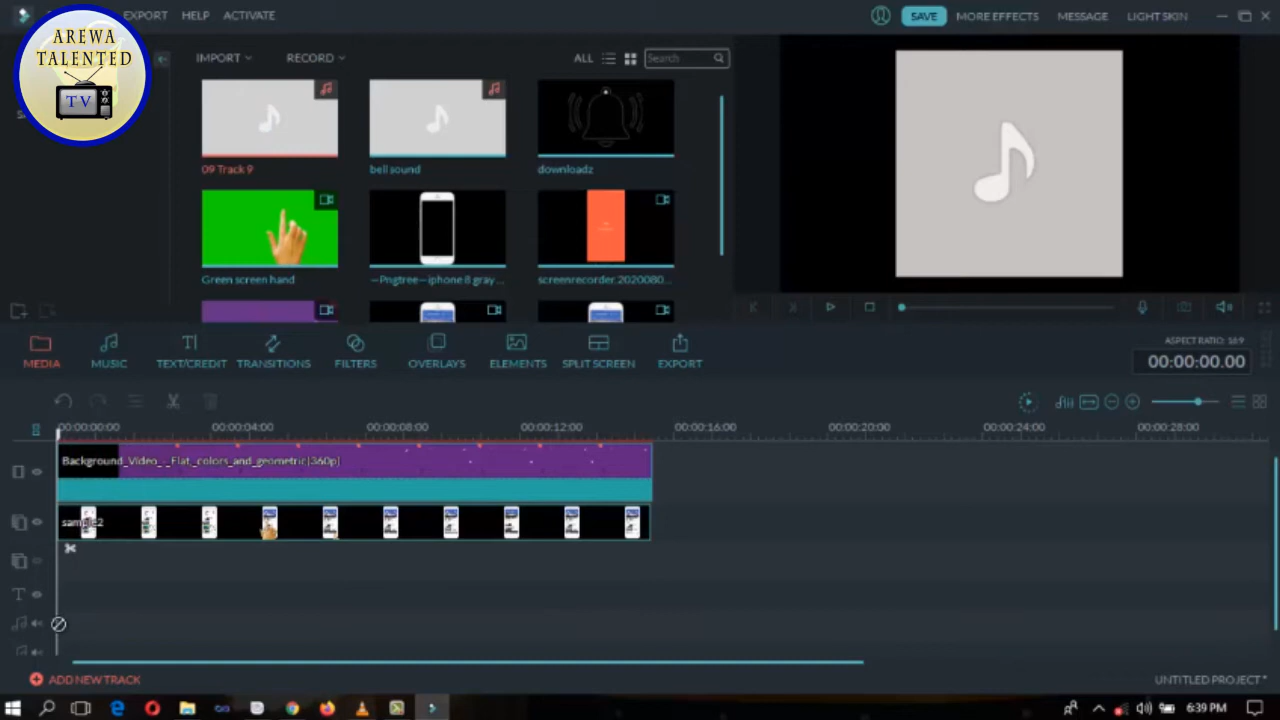 EXPORT HELP ACTIVATE
SAVE MORE EFFECTS MESSAGE LIGHT SKIN
AREWA
TALENTED
TV
IMPORT RECORD ALL Search
09 Track 9 bell sound downloadz
Green screen hand --Pngtree--iphone 8 gray ... screenrecorder.2020080...
MEDIA MUSIC TEXT/CREDIT TRANSITIONS FILTERS OVERLAYS ELEMENTS SPLIT SCREEN EXPORT
ASPECT RATIO: 16:9
00:00:00.00
00:00:00:00 00:00:04:00 00:00:08:00 00:00:12:00 00:00:16:00 00:00:20:00 00:00:24:00 00:00:28:00
Background_Video_-_Flat_colors_and_geometric(360p)
sample2
ADD NEW TRACK
UNTITLED PROJECT*
6:39 PM